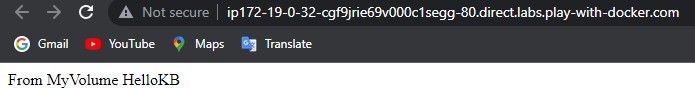 Not secure | ip172-19-0-32-cgf9jrie69v000c1segg-80.direct.labs.play-with-docker.com
Gmail YouTube Maps Translate
From MyVolume HelloKB